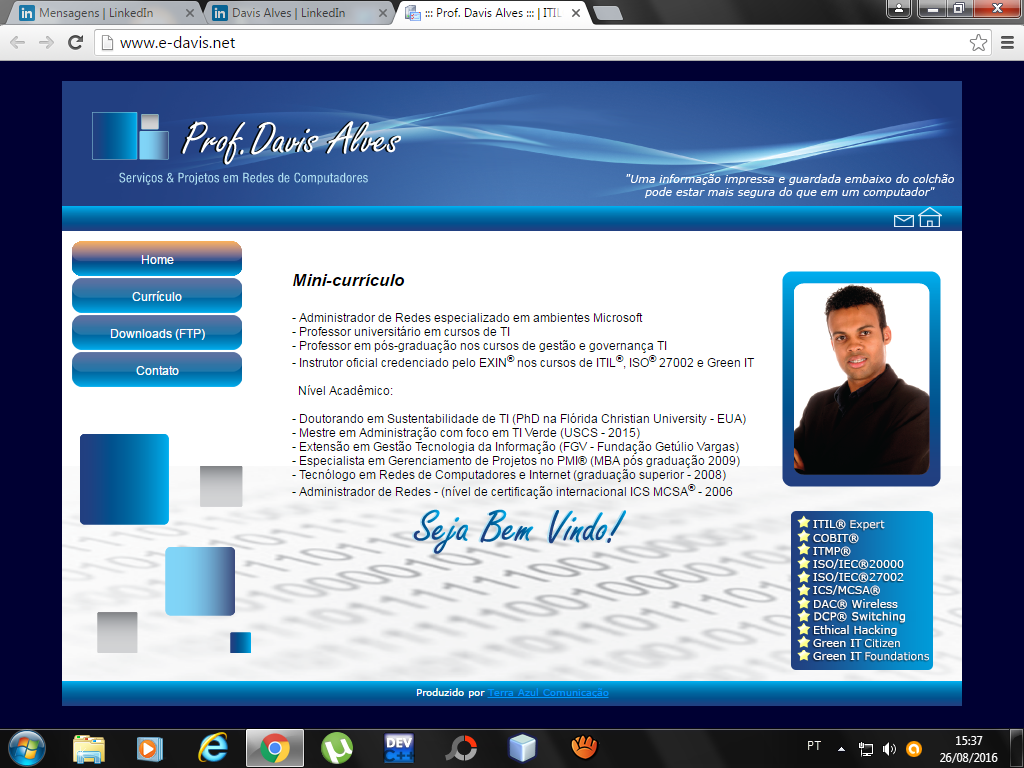 Mensagens | LinkedIn
Davis Alves | LinkedIn
::: Prof. Davis Alves ::: | ITIL
www.e-davis.net
Prof. Davis Alves
Serviços & Projetos em Redes de Computadores
"Uma informação impressa e guardada embaixo do colchão
pode estar mais segura do que em um computador"
Home
Currículo
Downloads (FTP)
Contato
Mini-currículo
- Administrador de Redes especializado em ambientes Microsoft
- Professor universitário em cursos de TI
- Professor em pós-graduação nos cursos de gestão e governança TI
- Instrutor oficial credenciado pelo EXIN® nos cursos de ITIL®, ISO® 27002 e Green IT
Nível Acadêmico:
- Doutorando em Sustentabilidade de TI (PhD na Flórida Christian University - EUA)
- Mestre em Administração com foco em TI Verde (USCS - 2015)
- Extensão em Gestão Tecnologia da Informação (FGV - Fundação Getúlio Vargas)
- Especialista em Gerenciamento de Projetos no PMI® (MBA pós graduação 2009)
- Tecnólogo em Redes de Computadores e Internet (graduação superior - 2008)
- Administrador de Redes - (nível de certificação internacional ICS MCSA® - 2006
Seja Bem Vindo!
ITIL® Expert
COBIT®
ITMP®
ISO/IEC®20000
ISO/IEC®27002
ICS/MCSA®
DAC® Wireless
DCP® Switching
Ethical Hacking
Green IT Citizen
Green IT Foundations
Produzido por Terra Azul Comunicação
DEV
C++
PT
15:37
26/08/2016